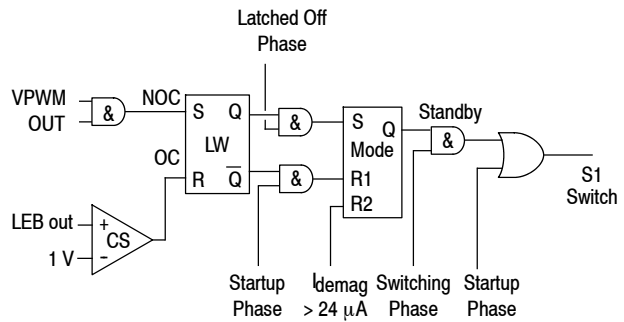 Latched Off
Phase
VPWM
OUT
&
NOC
S
Q
LW
OC
R
Q
&
&
S
Q
Mode
R1
R2
Standby
&
S1
Switch
LEB out
+
CS
1 V
–
Startup
Phase
Idemag
> 24 µA
Switching
Phase
Startup
Phase